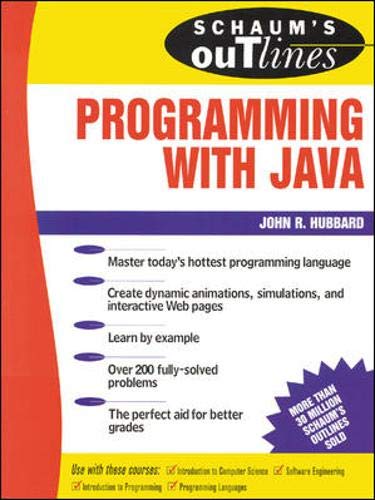 SCHAUM'S
OUTlines
PROGRAMMING
WITH JAVA
JOHN R. HUBBARD
Master today's hottest programming language
Create dynamic animations, simulations, and
interactive Web pages
Learn by example
Over 200 fully-solved
problems
The perfect aid for better
grades
MORE THAN
30 MILLION
SCHAUM'S
OUTLINES
SOLD
Use with these courses: ☑ Introduction to Computer Science ☑ Software Engineering
☑ Introduction to Programming ☑ Programming Languages